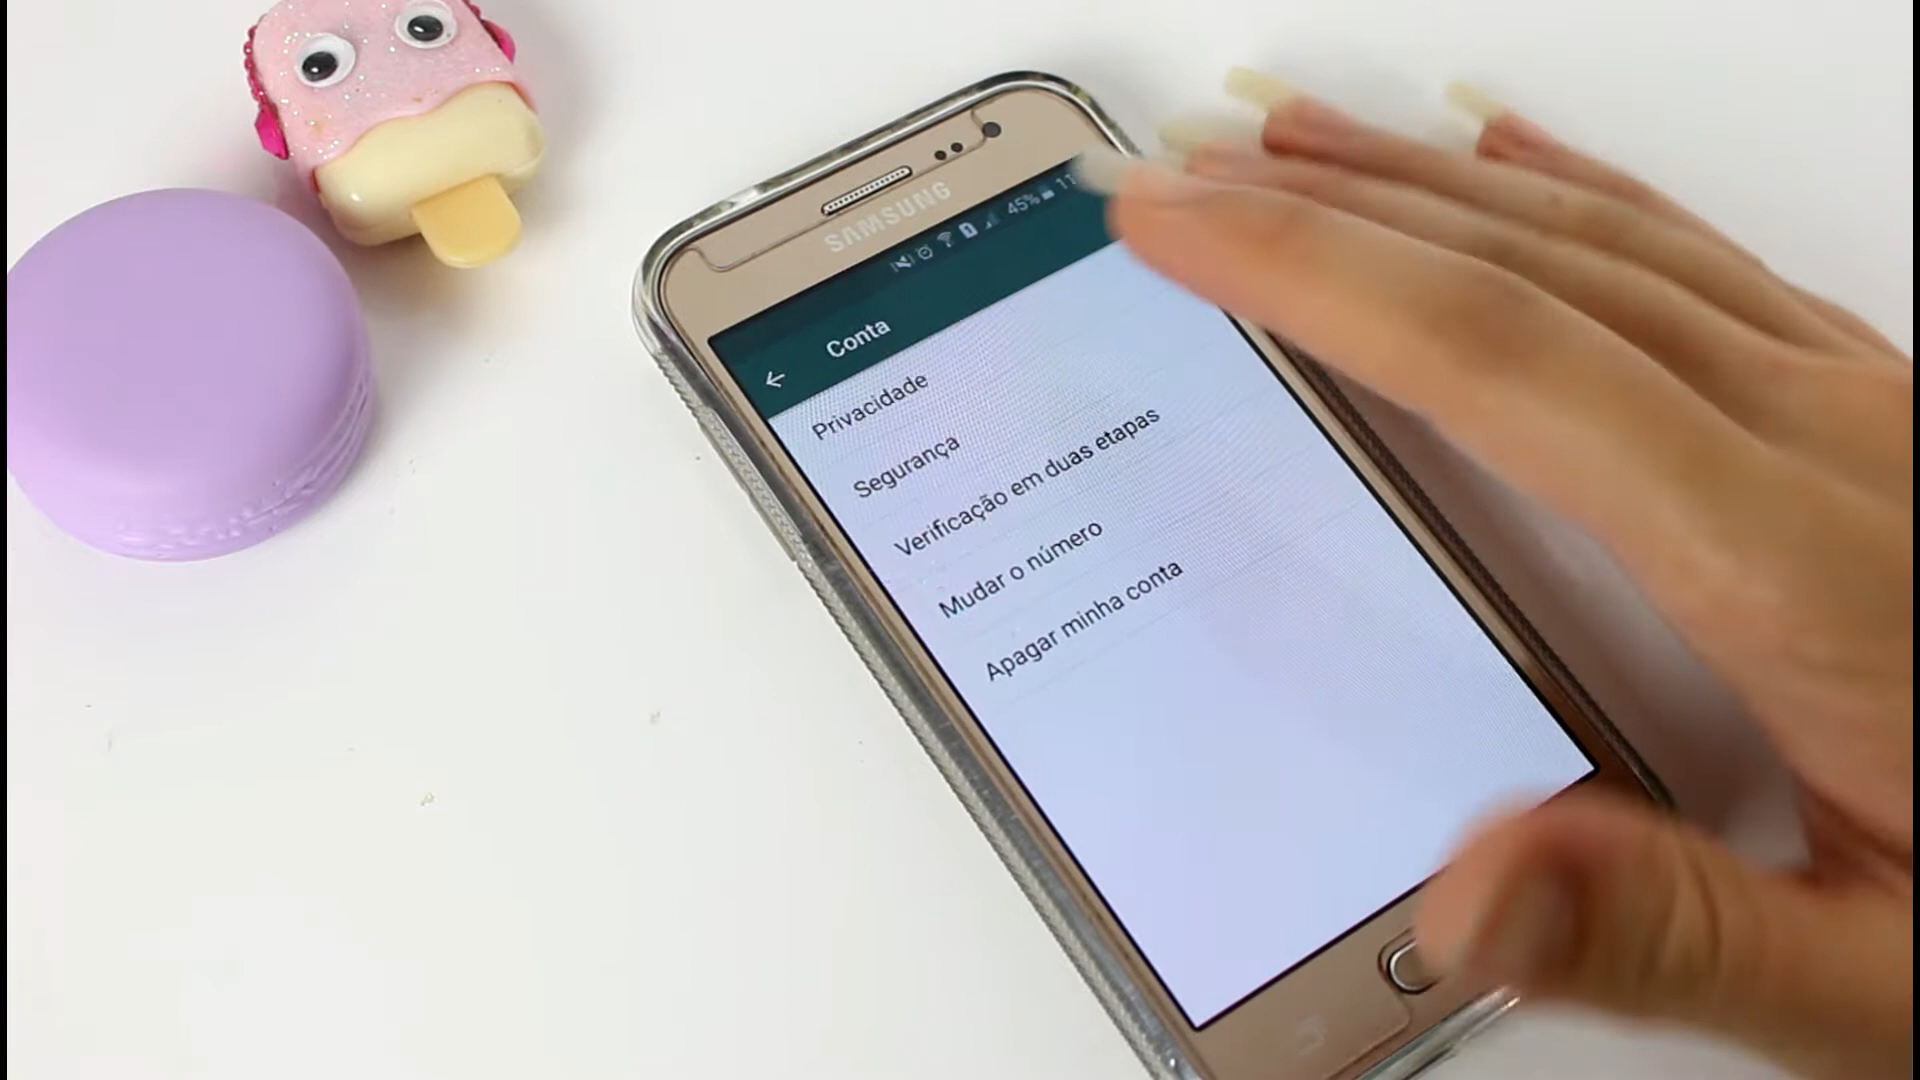 SAMSUNG
45%
Conta
Privacidade
Segurança
Verificação em duas etapas
Mudar o número
Apagar minha conta